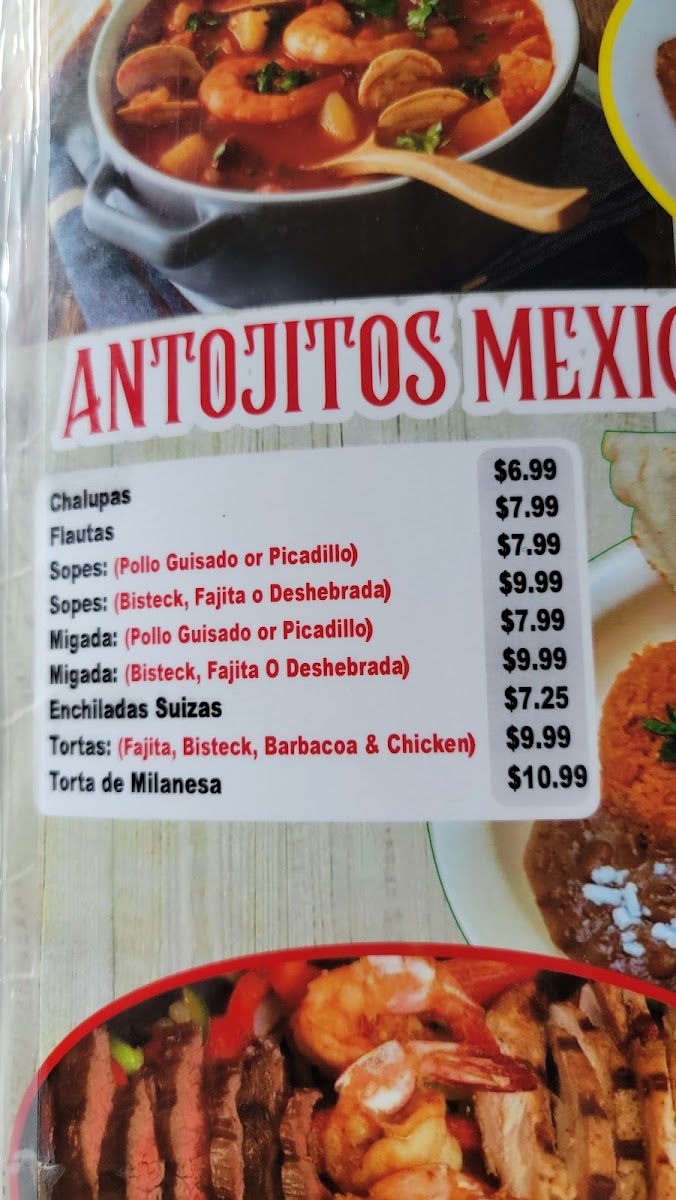 ANTOJITOS MEXIC
Chalupas $6.99
Flautas $7.99
Sopes: (Pollo Guisado or Picadillo) $7.99
Sopes: (Bisteck, Fajita o Deshebrada) $9.99
Migada: (Pollo Guisado or Picadillo) $7.99
Migada: (Bisteck, Fajita O Deshebrada) $9.99
Enchiladas Suizas $7.25
Tortas: (Fajita, Bisteck, Barbacoa & Chicken) $9.99
Torta de Milanesa $10.99